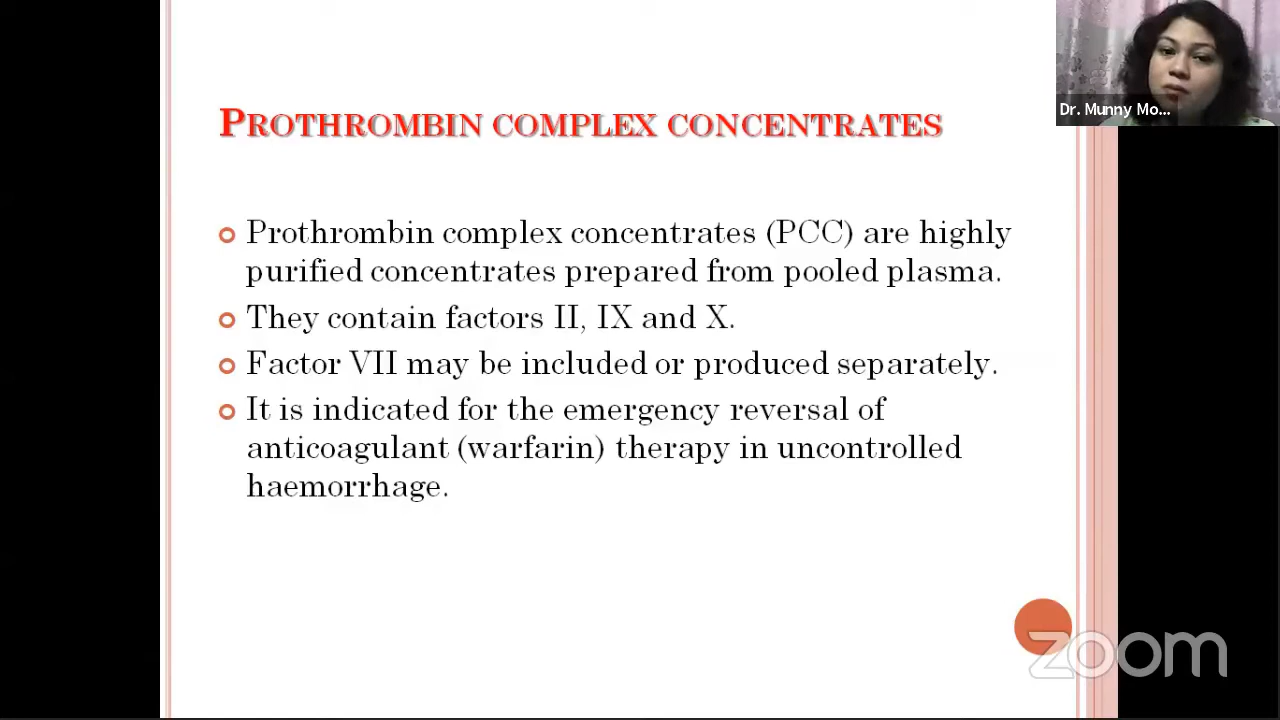 PROTHROMBIN COMPLEX CONCENTRATES
Dr. Munny Mo...
Prothrombin complex concentrates (PCC) are highly
purified concentrates prepared from pooled plasma.
They contain factors II, IX and X.
Factor VII may be included or produced separately.
It is indicated for the emergency reversal of
anticoagulant (warfarin) therapy in uncontrolled
haemorrhage.
zoom